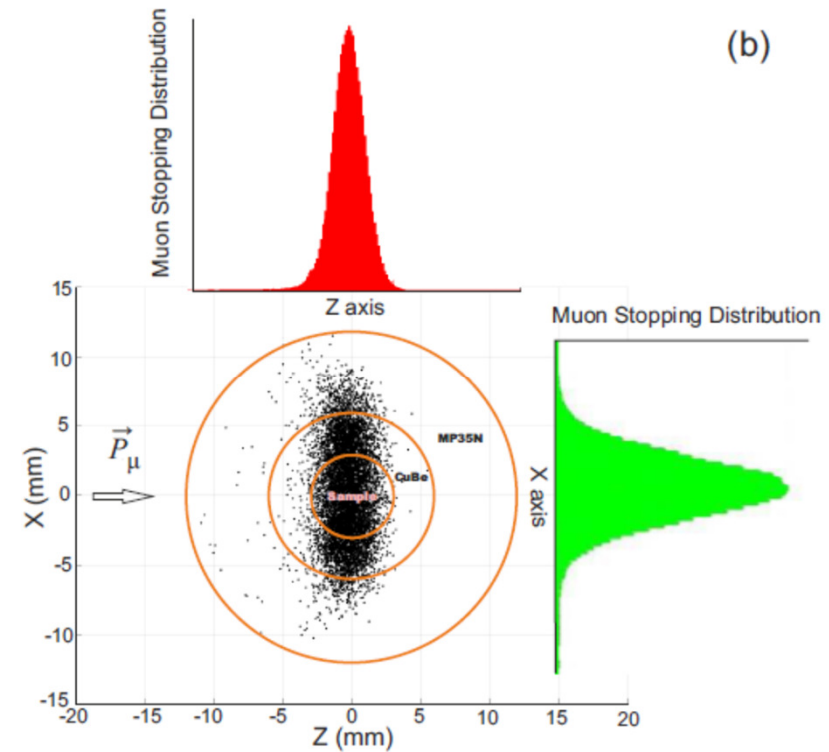 (b)
Muon Stopping Distribution
Z axis
Muon Stopping Distribution
X axis
15
10
5
0
-5
-10
-15
X (mm)
P⃗μ
MP35N
CuBe
Sample
-20
-15
-10
-5
0
5
10
15
20
Z (mm)